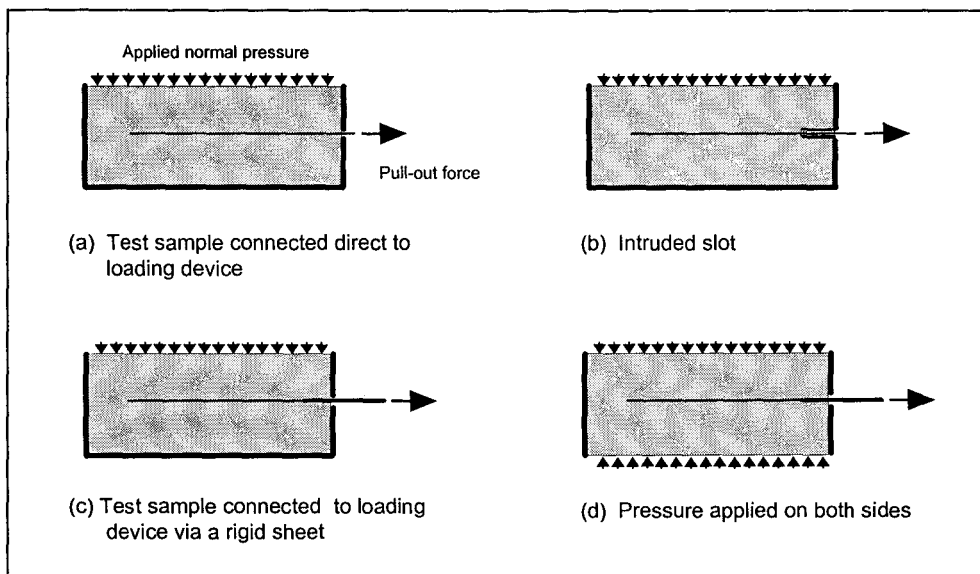 Applied normal pressure
Pull-out force
(a) Test sample connected direct to
loading device
(b) Intruded slot
(c) Test sample connected to loading
device via a rigid sheet
(d) Pressure applied on both sides